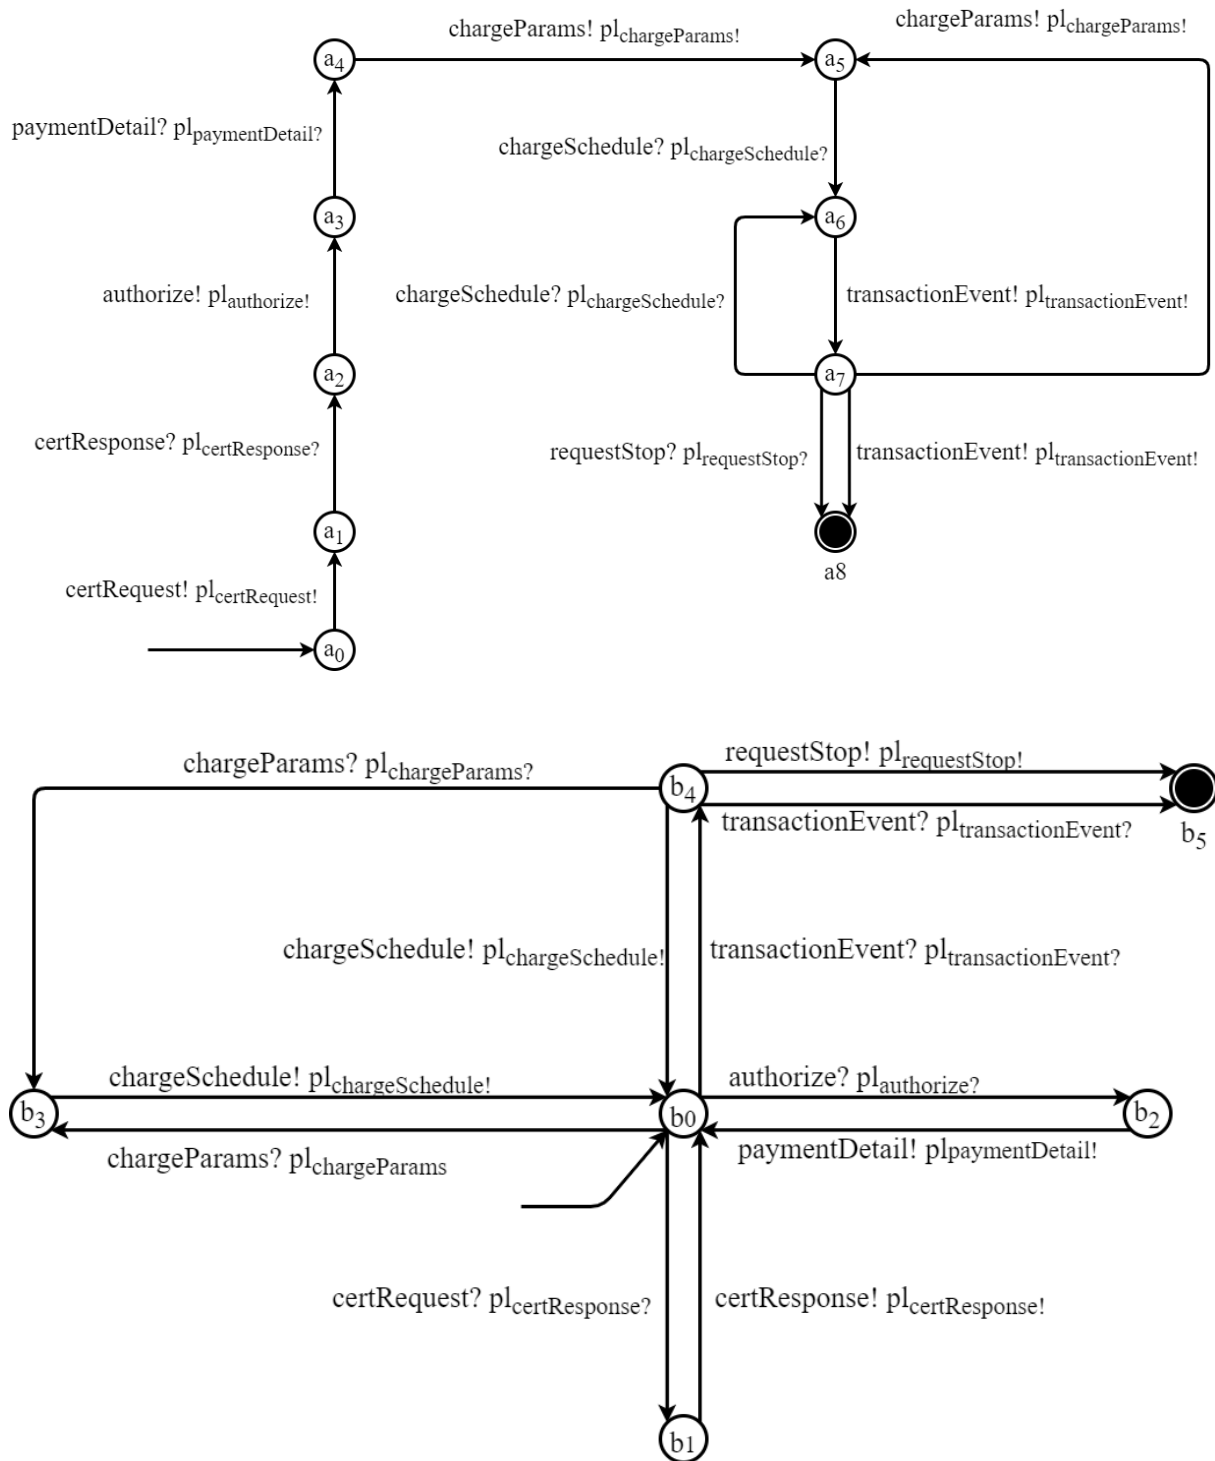 chargeParams! plchargeParams!
chargeParams! plchargeParams!
a4
a5
paymentDetail? plpaymentDetail?
chargeSchedule? plchargeSchedule?
a3
a6
authorize! plauthorize!
chargeSchedule? plchargeSchedule?
transactionEvent! pltransactionEvent!
a2
a7
certResponse? plcertResponse?
requestStop? plrequestStop?
transactionEvent! pltransactionEvent!
a1
a8
certRequest! plcertRequest!
a0
requestStop! plrequestStop!
chargeParams? plchargeParams?
b4
transactionEvent? pltransactionEvent?
b5
chargeSchedule! plchargeSchedule!
transactionEvent? pltransactionEvent?
chargeSchedule! plchargeSchedule!
authorize? plauthorize?
b3
b0
b2
chargeParams? plchargeParams
paymentDetail! plpaymentDetail!
certRequest? plcertResponse?
certResponse! plcertResponse!
b1